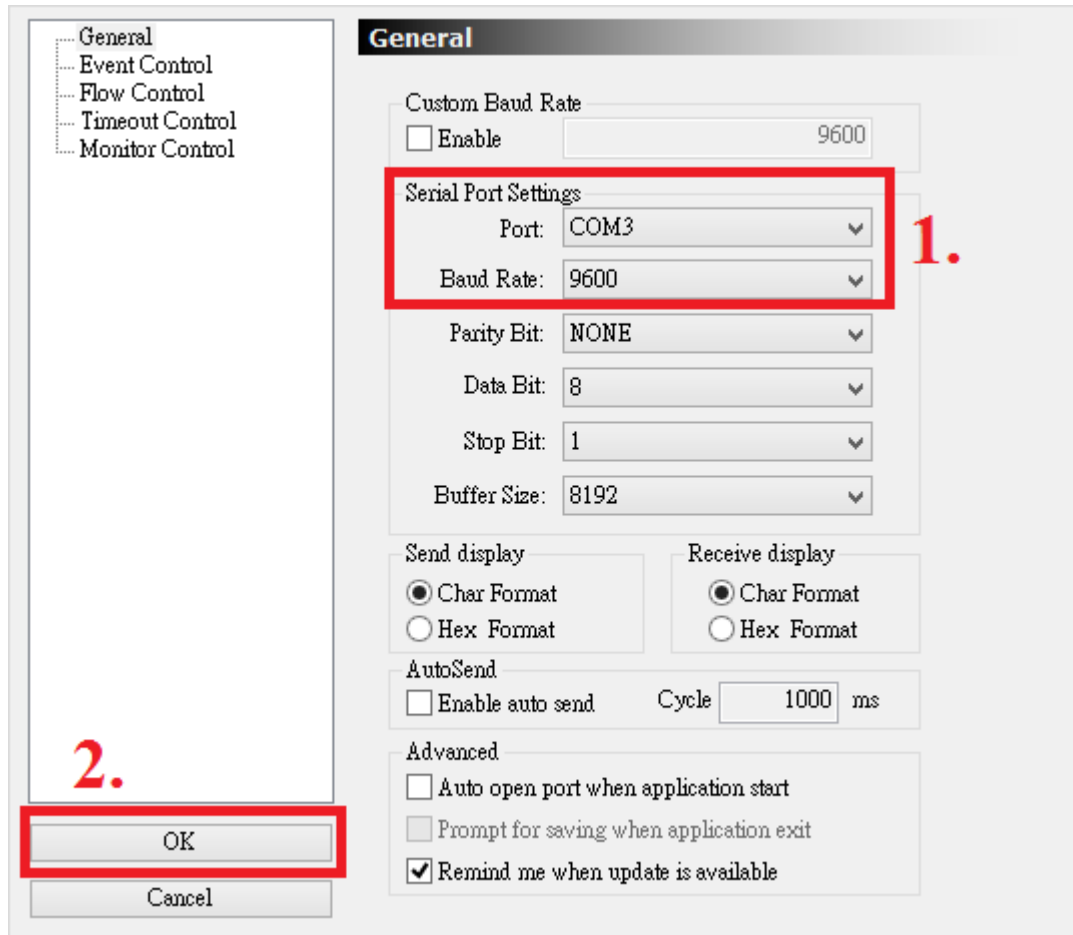 General
Event Control
Flow Control
Timeout Control
Monitor Control
General
Custom Baud Rate
Enable 9600
Serial Port Settings
Port: COM3
1.
Baud Rate: 9600
Parity Bit: NONE
Data Bit: 8
Stop Bit: 1
Buffer Size: 8192
Send display
Char Format
Hex Format
Receive display
Char Format
Hex Format
AutoSend
Enable auto send Cycle 1000 ms
Advanced
Auto open port when application start
Prompt for saving when application exit
Remind me when update is available
2.
OK
Cancel